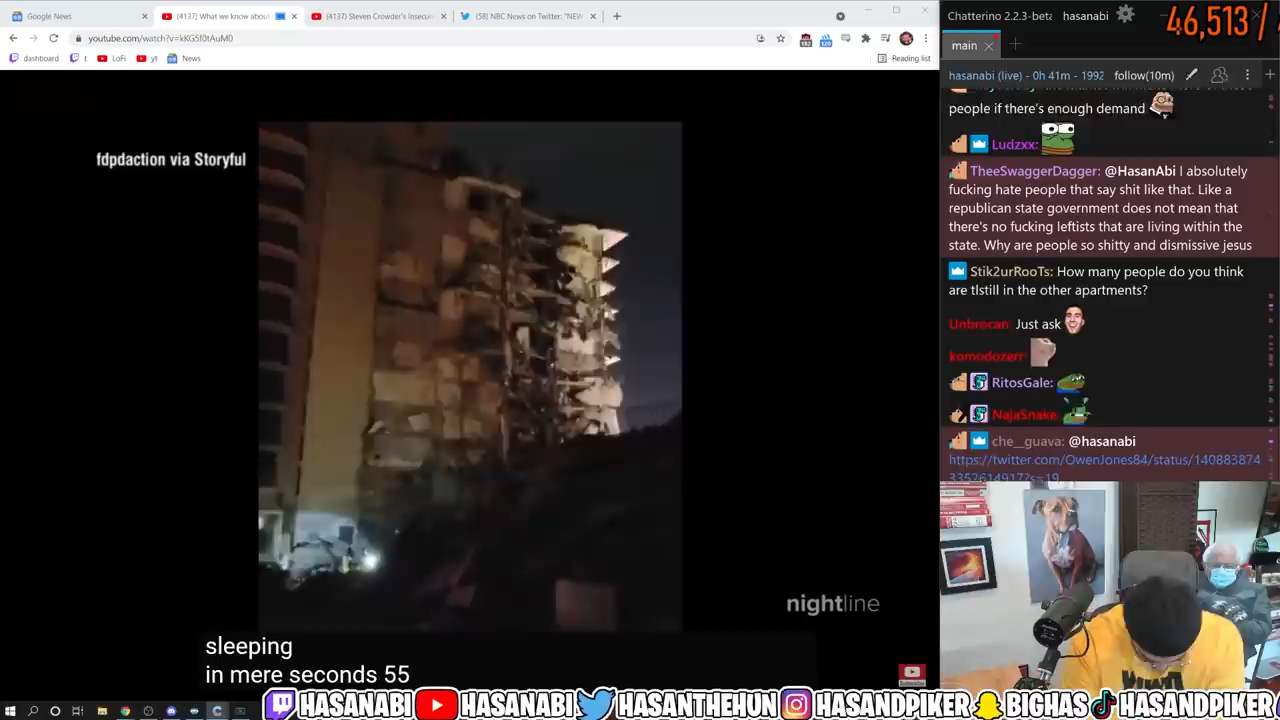 Google News
(4137) What we know about
(4137) Steven Crowder's Insecu
(58) NBC News on Twitter: "NEW
youtube.com/watch?v=kKG5f0tAuM0
dashboard
t
LoFi
yt
News
Reading list
fdpdaction via Storyful
nightline
sleeping
in mere seconds 55
Chatterino 2.2.3-beta
hasanabi
46,513 /
main
hasanabi (live) - 0h 41m - 1992
follow(10m)
people if there's enough demand
Ludzxx:
TheeSwaggerDagger: @HasanAbi I absolutely
fucking hate people that say shit like that. Like a
republican state government does not mean that
there's no fucking leftists that are living within the
state. Why are people so shitty and dismissive jesus
Stik2urRooTs: How many people do you think
are tlstill in the other apartments?
Unbrocan: Just ask
komodozerr:
RitosGale:
NajaSnake:
che__guava: @hasanabi
https://twitter.com/OwenJones84/status/140883874
3352614917?s=19
HASANABI
HASANABI
HASANTHEHUN
HASANDPIKER
BIGHAS
HASANDPIKER